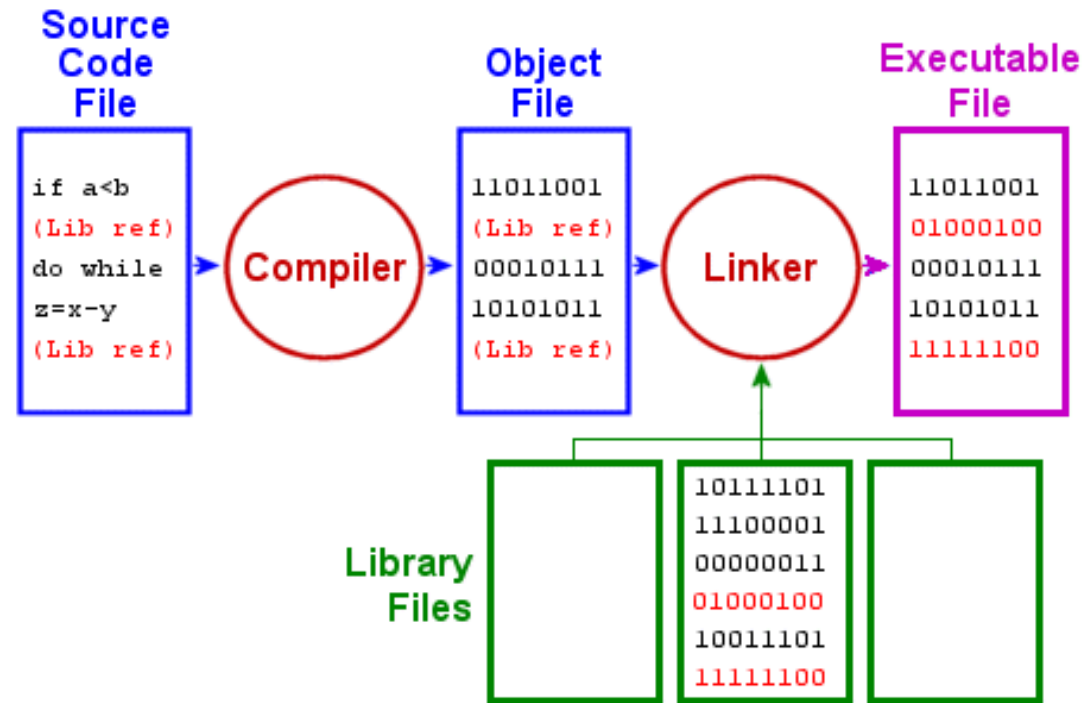 Source
Code
File
if a<b
(Lib ref)
do while
z=x-y
(Lib ref)
Compiler
Object
File
11011001
(Lib ref)
00010111
10101011
(Lib ref)
Linker
Executable
File
11011001
01000100
00010111
10101011
11111100
Library
Files
10111101
11100001
00000011
01000100
10011101
11111100